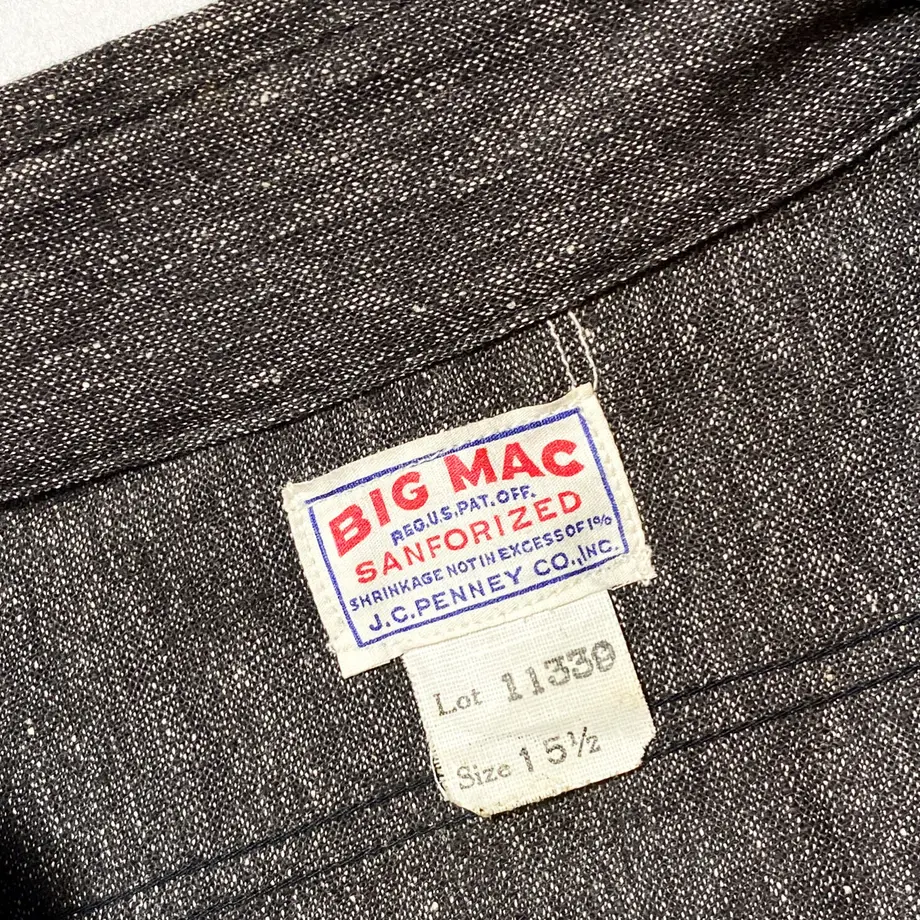 BIG MAC
REG.U.S.PAT.OFF.
SANFORIZED
SHRINKAGE NOT IN EXCESS OF 1%
J.C.PENNEY CO.,INC.
Lot 11339
Size 15½